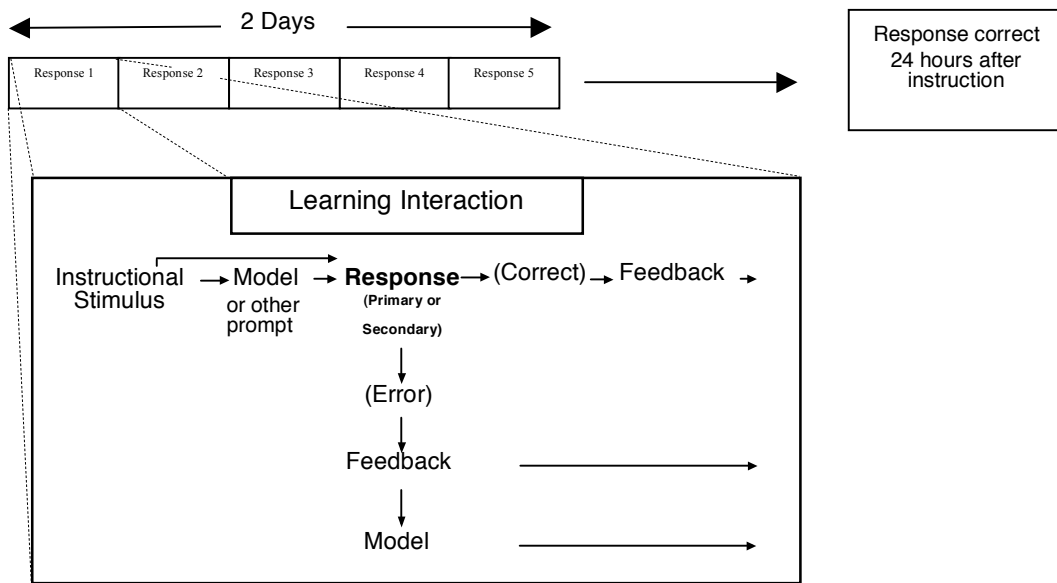 2 Days
Response correct
24 hours after
instruction
Response 1
Response 2
Response 3
Response 4
Response 5
Learning Interaction
Instructional
Stimulus
Model
or other
prompt
Response
(Primary or
Secondary)
(Correct)
Feedback
(Error)
Feedback
Model